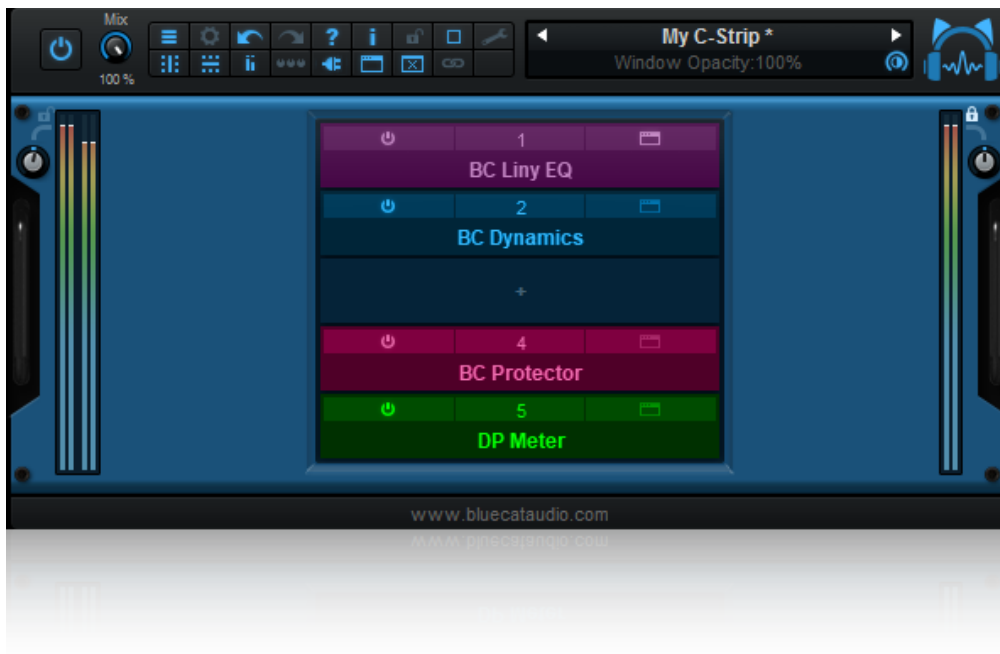 Mix
100 %
My C-Strip *
Window Opacity:100%
1
BC Liny EQ
2
BC Dynamics
+
4
BC Protector
5
DP Meter
www.bluecataudio.com